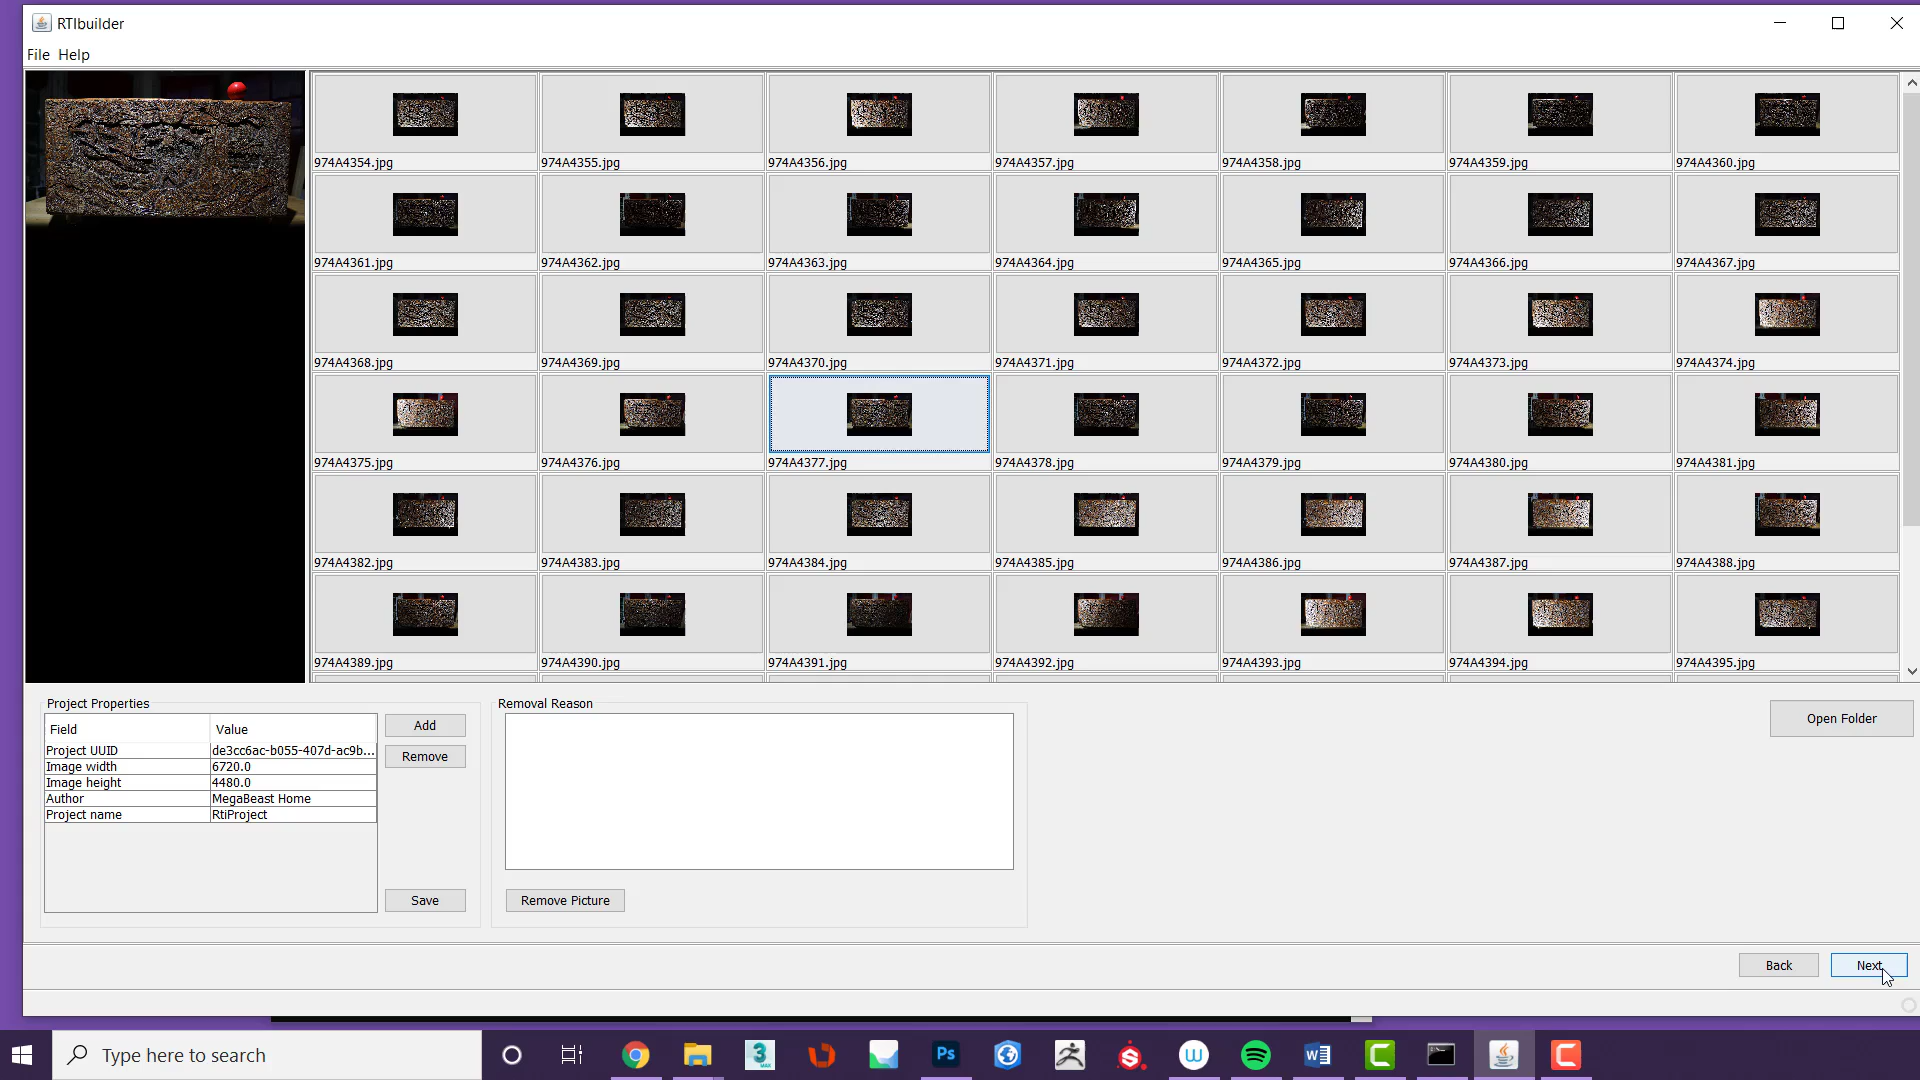 RTIbuilder
File Help
974A4354.jpg 974A4355.jpg 974A4356.jpg 974A4357.jpg 974A4358.jpg 974A4359.jpg 974A4360.jpg
974A4361.jpg 974A4362.jpg 974A4363.jpg 974A4364.jpg 974A4365.jpg 974A4366.jpg 974A4367.jpg
974A4368.jpg 974A4369.jpg 974A4370.jpg 974A4371.jpg 974A4372.jpg 974A4373.jpg 974A4374.jpg
974A4375.jpg 974A4376.jpg 974A4377.jpg 974A4378.jpg 974A4379.jpg 974A4380.jpg 974A4381.jpg
974A4382.jpg 974A4383.jpg 974A4384.jpg 974A4385.jpg 974A4386.jpg 974A4387.jpg 974A4388.jpg
974A4389.jpg 974A4390.jpg 974A4391.jpg 974A4392.jpg 974A4393.jpg 974A4394.jpg 974A4395.jpg
Project Properties
Field Value
Project UUID de3cc6ac-b055-407d-ac9b...
Image width 6720.0
Image height 4480.0
Author MegaBeast Home
Project name RtiProject
Add
Remove
Save
Removal Reason
Remove Picture
Open Folder
Back Next
Type here to search
3 MAX Ps S W W C C